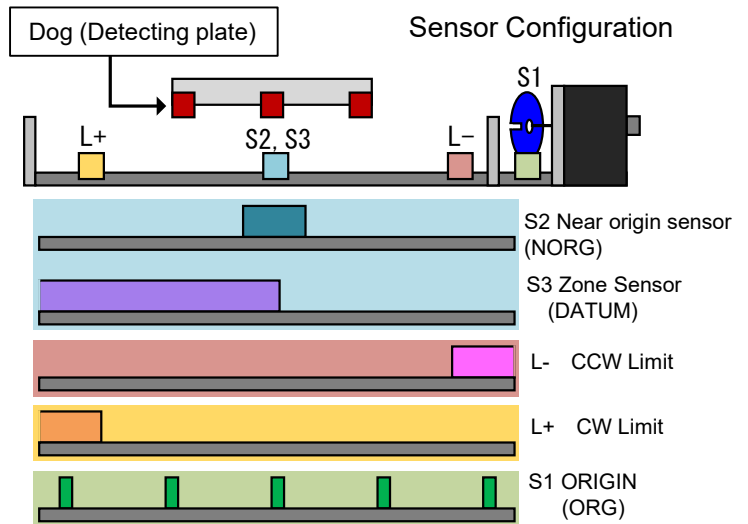 Dog (Detecting plate)
Sensor Configuration
S1
L+
S2, S3
L-
S2 Near origin sensor
(NORG)
S3 Zone Sensor
(DATUM)
L- CCW Limit
L+ CW Limit
S1 ORIGIN
(ORG)